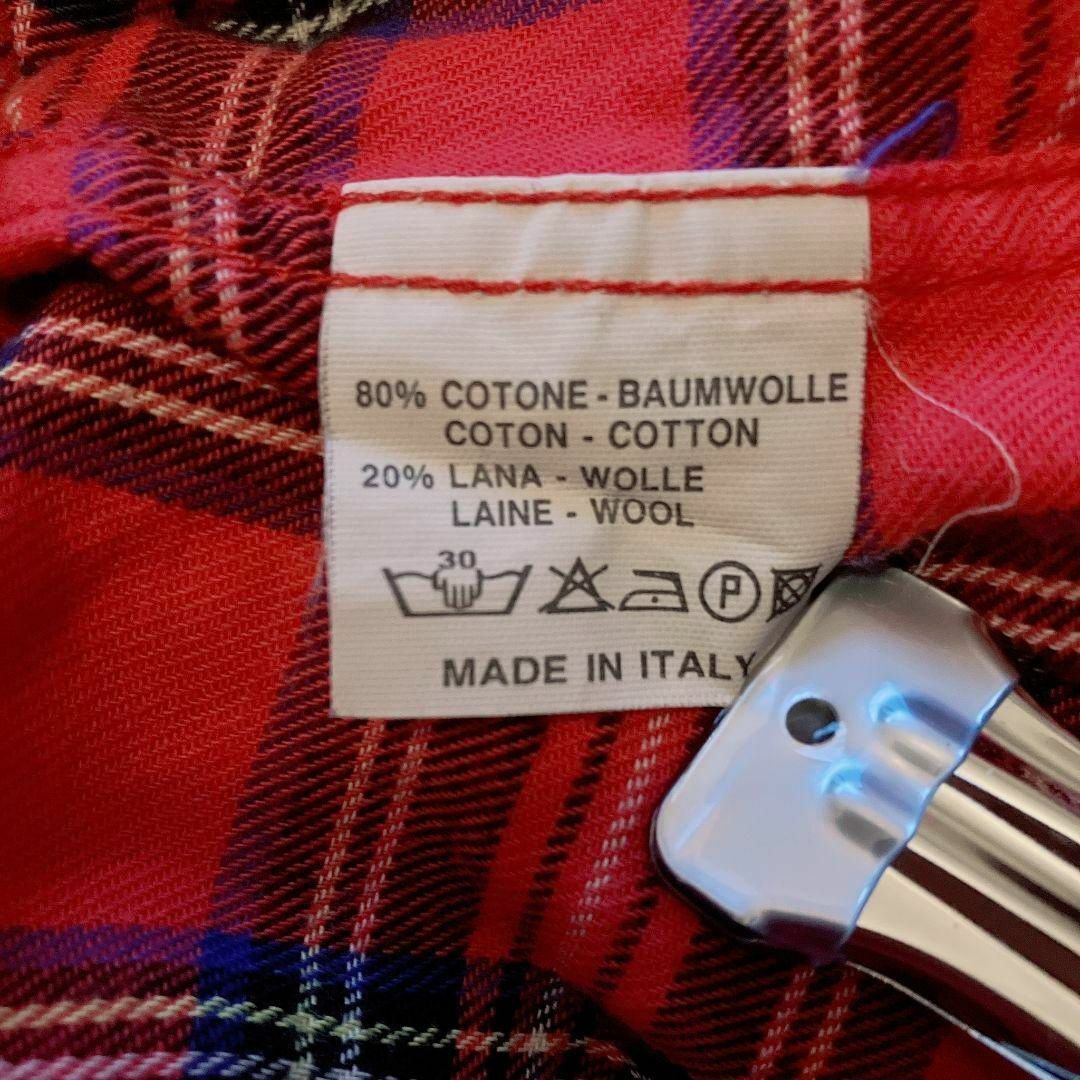 80% COTONE - BAUMWOLLE
COTON - COTTON
20% LANA - WOLLE
LAINE - WOOL
30
P
MADE IN ITALY